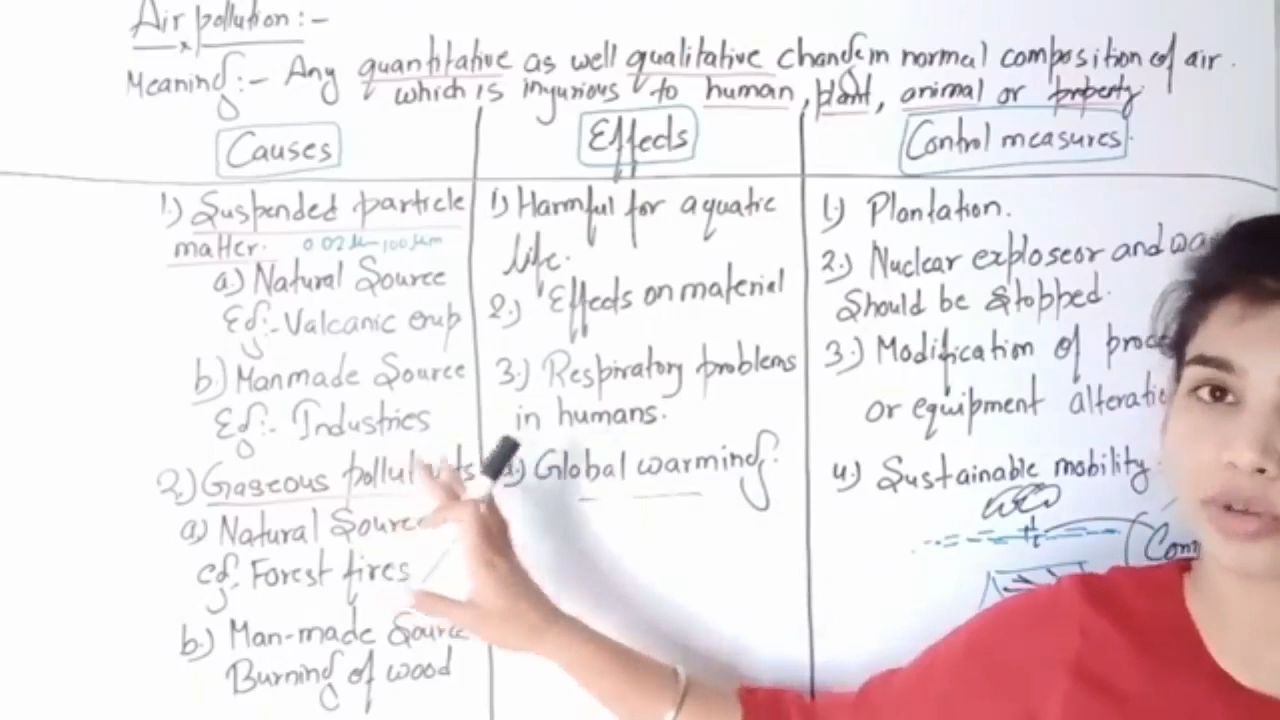 Air pollution :-
Meaning :- Any quantitative as well qualitative change in normal composition of air.
which is injurious to human, plant, animal or property
Causes
1.) Suspended particle
matter. 0.02 μ-100 μm
a.) Natural Source
Eg:- Valcanic erup
b.) Manmade Source
Eg:- Industries
2.) Gaseous pollutants
a) Natural Source
eg:- Forest fires
b.) Man-made Source
Burning of wood
Effects
1) Harmful for aquatic
life.
2.) Effects on material
3.) Respiratory problems
in humans.
Global warming.
Control measures.
1.) Plantation.
2.) Nuclear exploseor and
Should be Stopped.
3.) Modification of
or equipment
4.) Sustainable mobility.